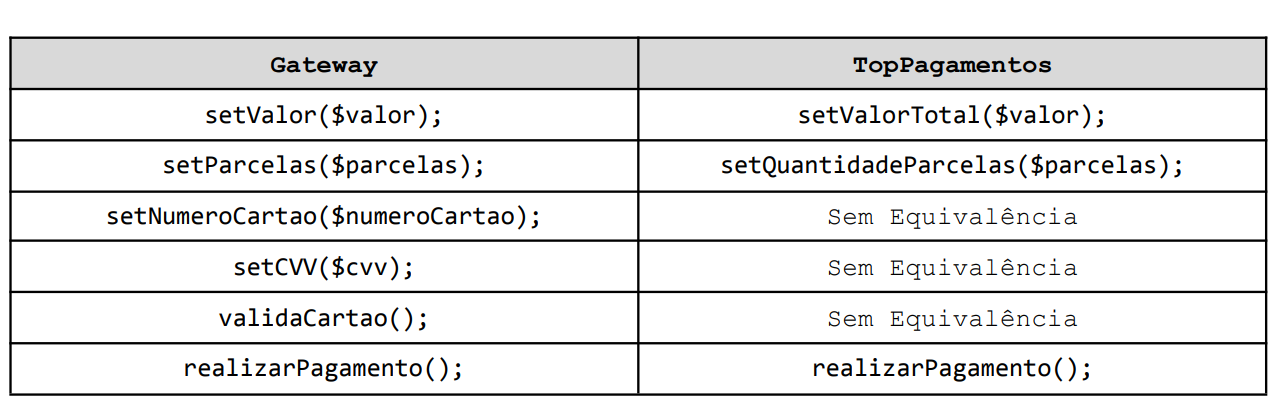 Gateway TopPagamentos
setValor($valor); setValorTotal($valor);
setParcelas($parcelas); setQuantidadeParcelas($parcelas);
setNumeroCartao($numeroCartao); Sem Equivalência
setCVV($cvv); Sem Equivalência
validaCartao(); Sem Equivalência
realizarPagamento(); realizarPagamento();